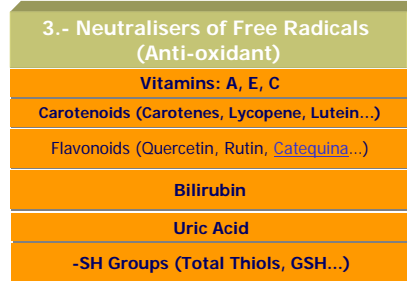 3.- Neutralisers of Free Radicals
(Anti-oxidant)
Vitamins: A, E, C
Carotenoids (Carotenes, Lycopene, Lutein...)
Flavonoids (Quercetin, Rutin, Catequina...)
Bilirubin
Uric Acid
-SH Groups (Total Thiols, GSH...)